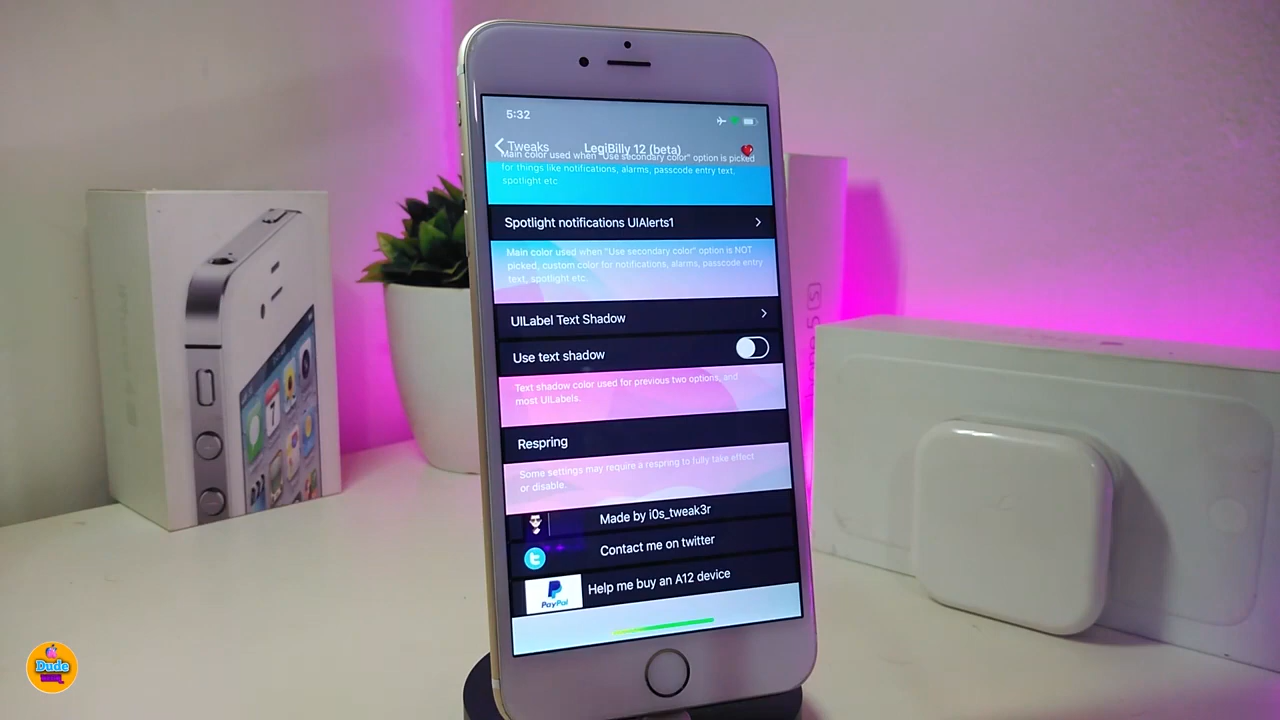 5:32
Tweaks
LegiBilly 12 (beta)
Main color used when "Use secondary color" option is picked
for things like notifications, alarms, passcode entry text,
spotlight etc
Spotlight notifications UIAlerts1
Main color used when "Use secondary color" option is NOT
picked, custom color for notifications, alarms, passcode entry
text, spotlight etc.
UILabel Text Shadow
Use text shadow
Text shadow color used for previous two options, and
most UILabels.
Respring
Some settings may require a respring to fully take effect
or disable.
Made by i0s_tweak3r
Contact me on twitter
PayPal
Help me buy an A12 device
iPhone 5 S
Dude